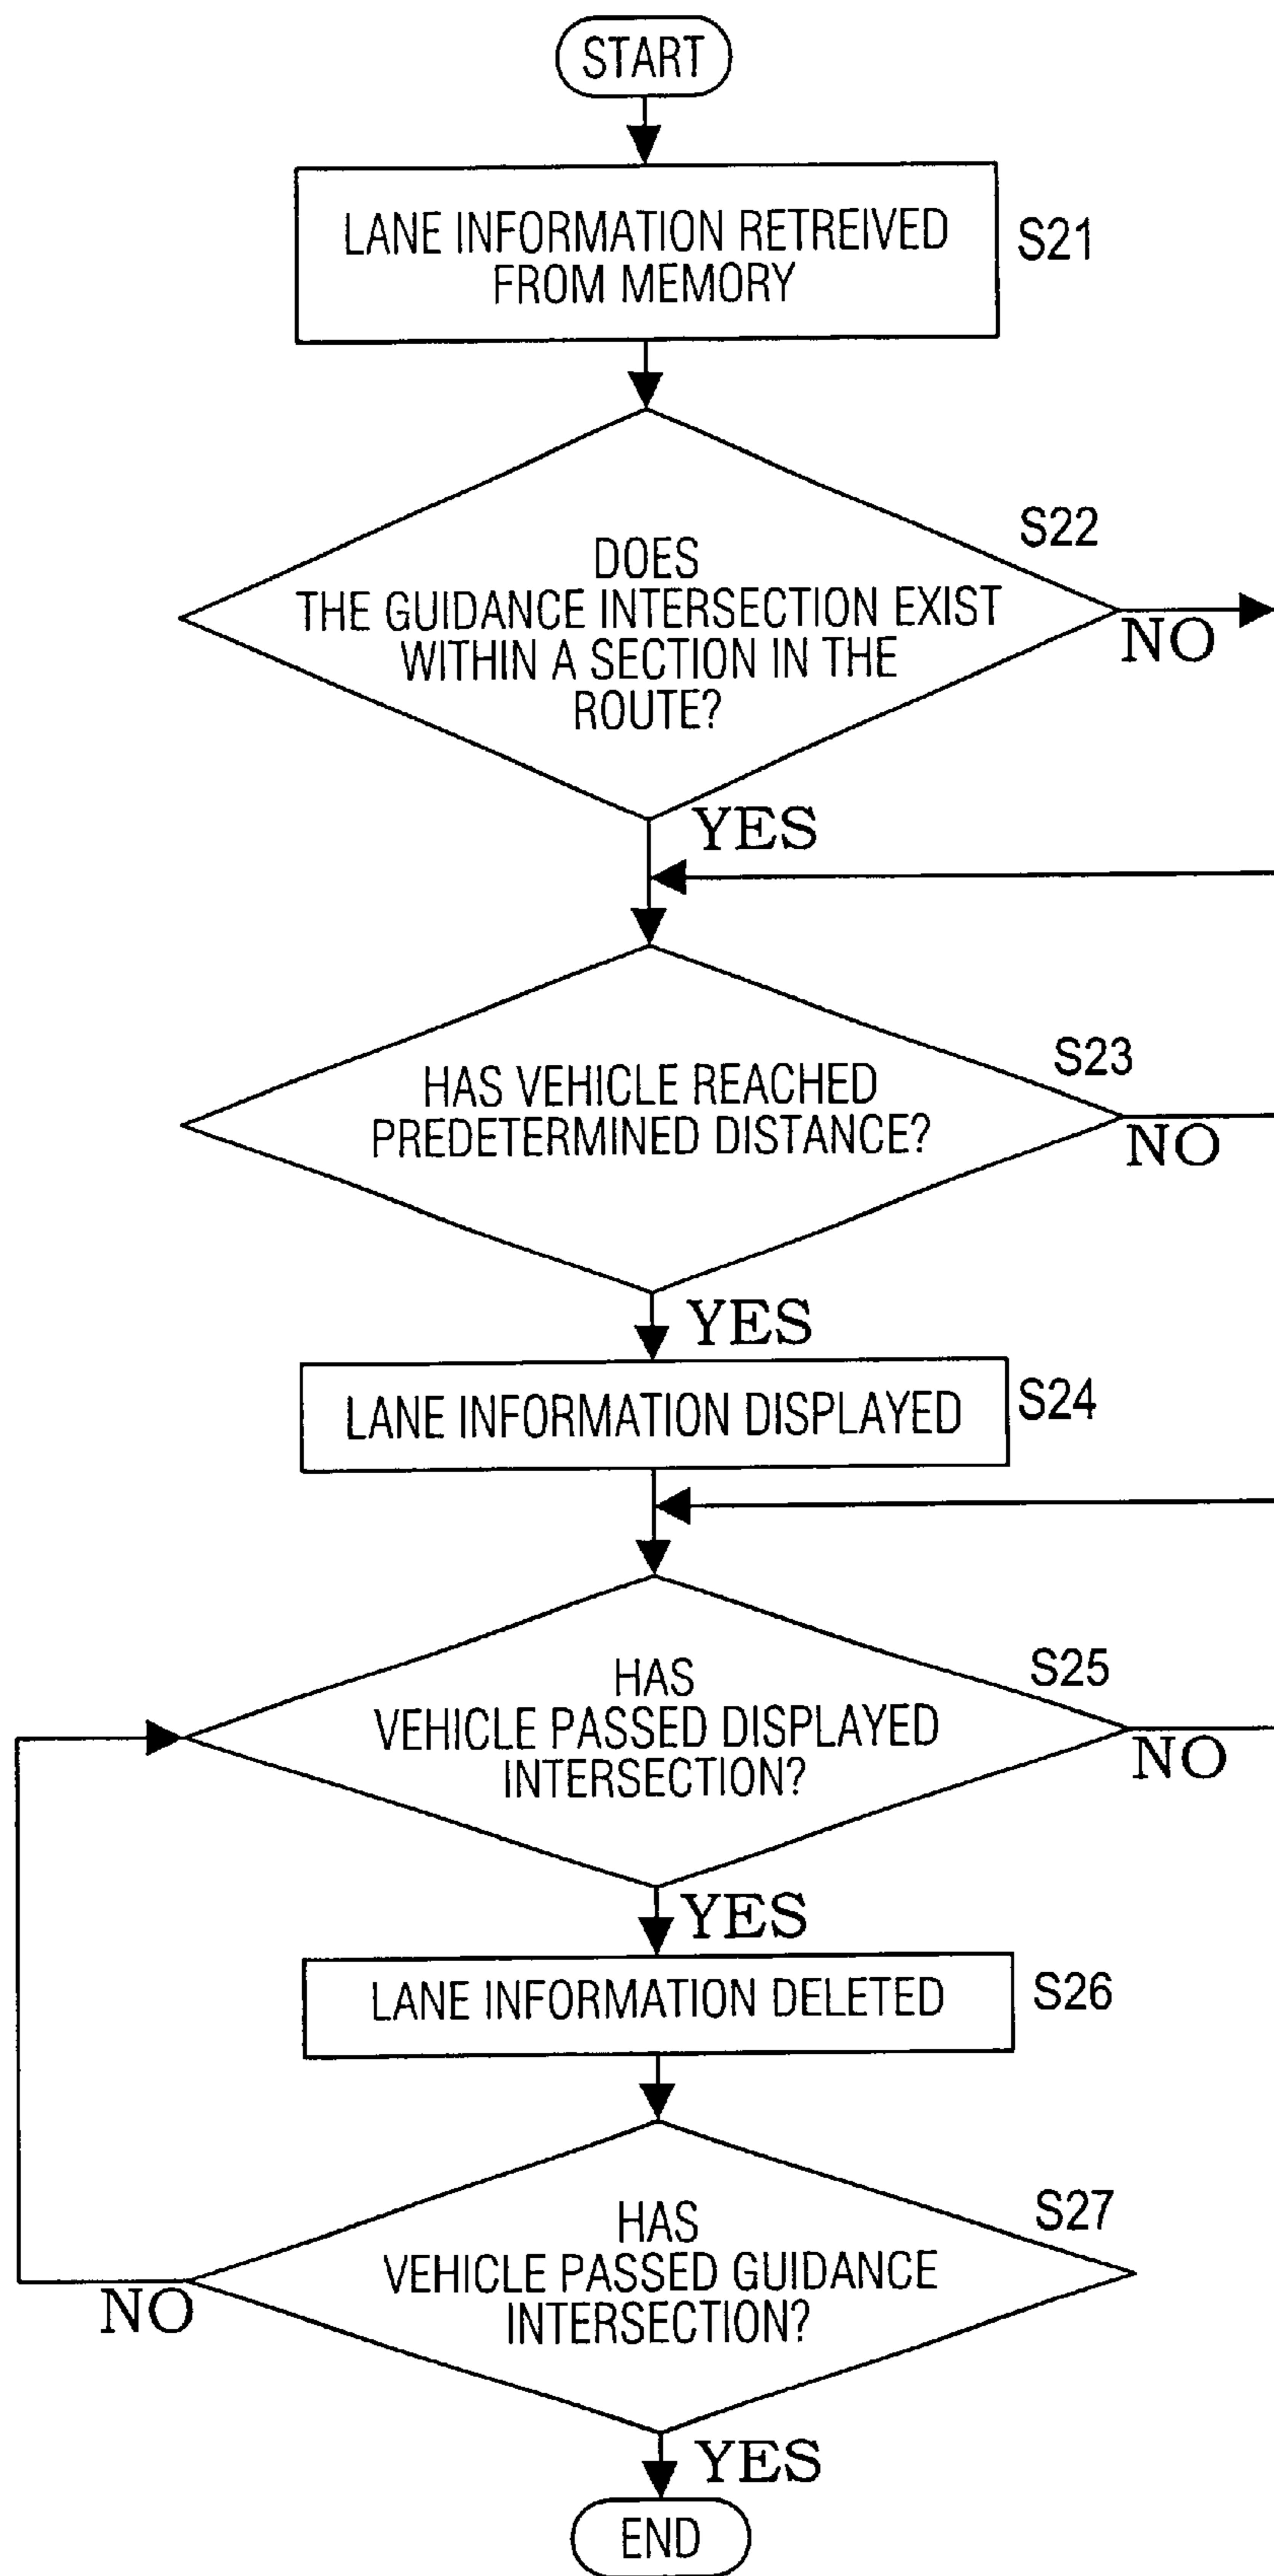 START
LANE INFORMATION RETREIVED
FROM MEMORY
S21
S22
DOES
THE GUIDANCE INTERSECTION EXIST
WITHIN A SECTION IN THE
ROUTE?
NO
YES
S23
HAS VEHICLE REACHED
PREDETERMINED DISTANCE?
NO
YES
LANE INFORMATION DISPLAYED
S24
S25
HAS
VEHICLE PASSED DISPLAYED
INTERSECTION?
NO
YES
LANE INFORMATION DELETED
S26
S27
HAS
VEHICLE PASSED GUIDANCE
INTERSECTION?
NO
YES
END